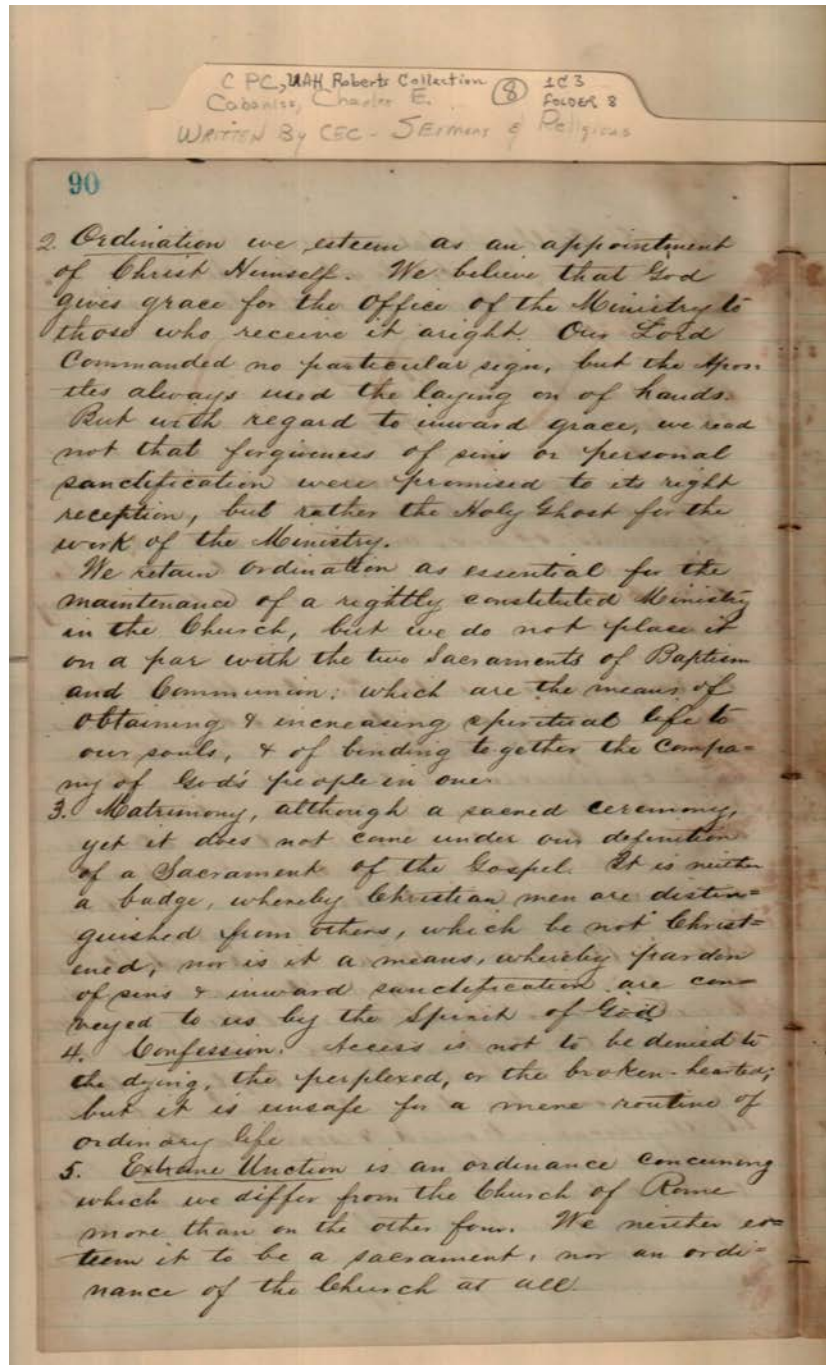 C PC, UAH Roberts Collection 8 1C3
Cabaniss, Charles E. FOLDER 8
WRITTEN By CEC - SERMONS & Religious
90
2. Ordination we esteem as an appointment
of Christ Himself. We believe that God
gives grace for the Office of the Ministry to
those who receive it aright. Our Lord
Commanded no particular sign, but the Apos
tles always used the laying on of hands.
But with regard to inward grace, we read
not that forgiveness of sins or personal
sanctification were promised to its right
reception, but rather the Holy Ghost for the
work of the Ministry.
We retain Ordination as essential for the
maintenance of a rightly constituted Ministry
in the Church, but we do not place it
on a par with the two Sacraments of Baptism
and Communion: which are the means of
obtaining & increasing spiritual life to
our souls, & of binding together the compa=
ny of God's people in one.
3. Matrimony, although a sacred ceremony,
yet it does not come under our definition
of a Sacrament of the Gospel. It is neither
a badge, whereby Christian men are distin=
guished from others, which be not Christ=
ened; nor is it a means, whereby pardon
of sins & inward sanctification are con=
veyed to us by the Spirit of God
4. Confession. Access is not to be denied to
the dying, the perplexed, or the broken-hearted;
but it is unsafe for a mere routine of
ordinary life
5. Extreme Unction is an ordinance concerning
which we differ from the Church of Rome
more than on the other four. We neither es=
teem it to be a sacrament, nor an ordi=
nance of the Church at all.